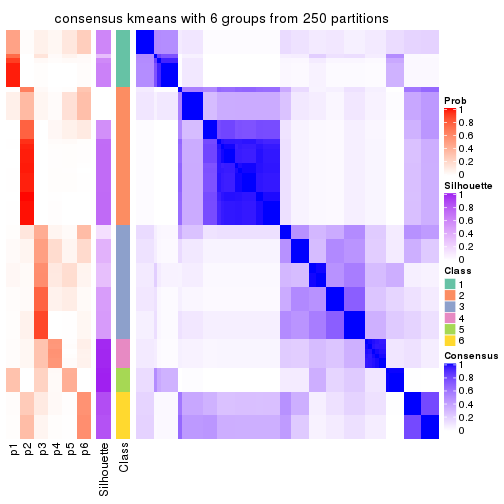 consensus kmeans with 6 groups from 250 partitions
Prob
1
0.8
0.6
0.4
0.2
0
Silhouette
1
0.8
0.6
0.4
0.2
0
Class
1
2
3
4
5
6
Consensus
1
0.8
0.6
0.4
0.2
0
p1
p2
p3
p4
p5
p6
Silhouette
Class